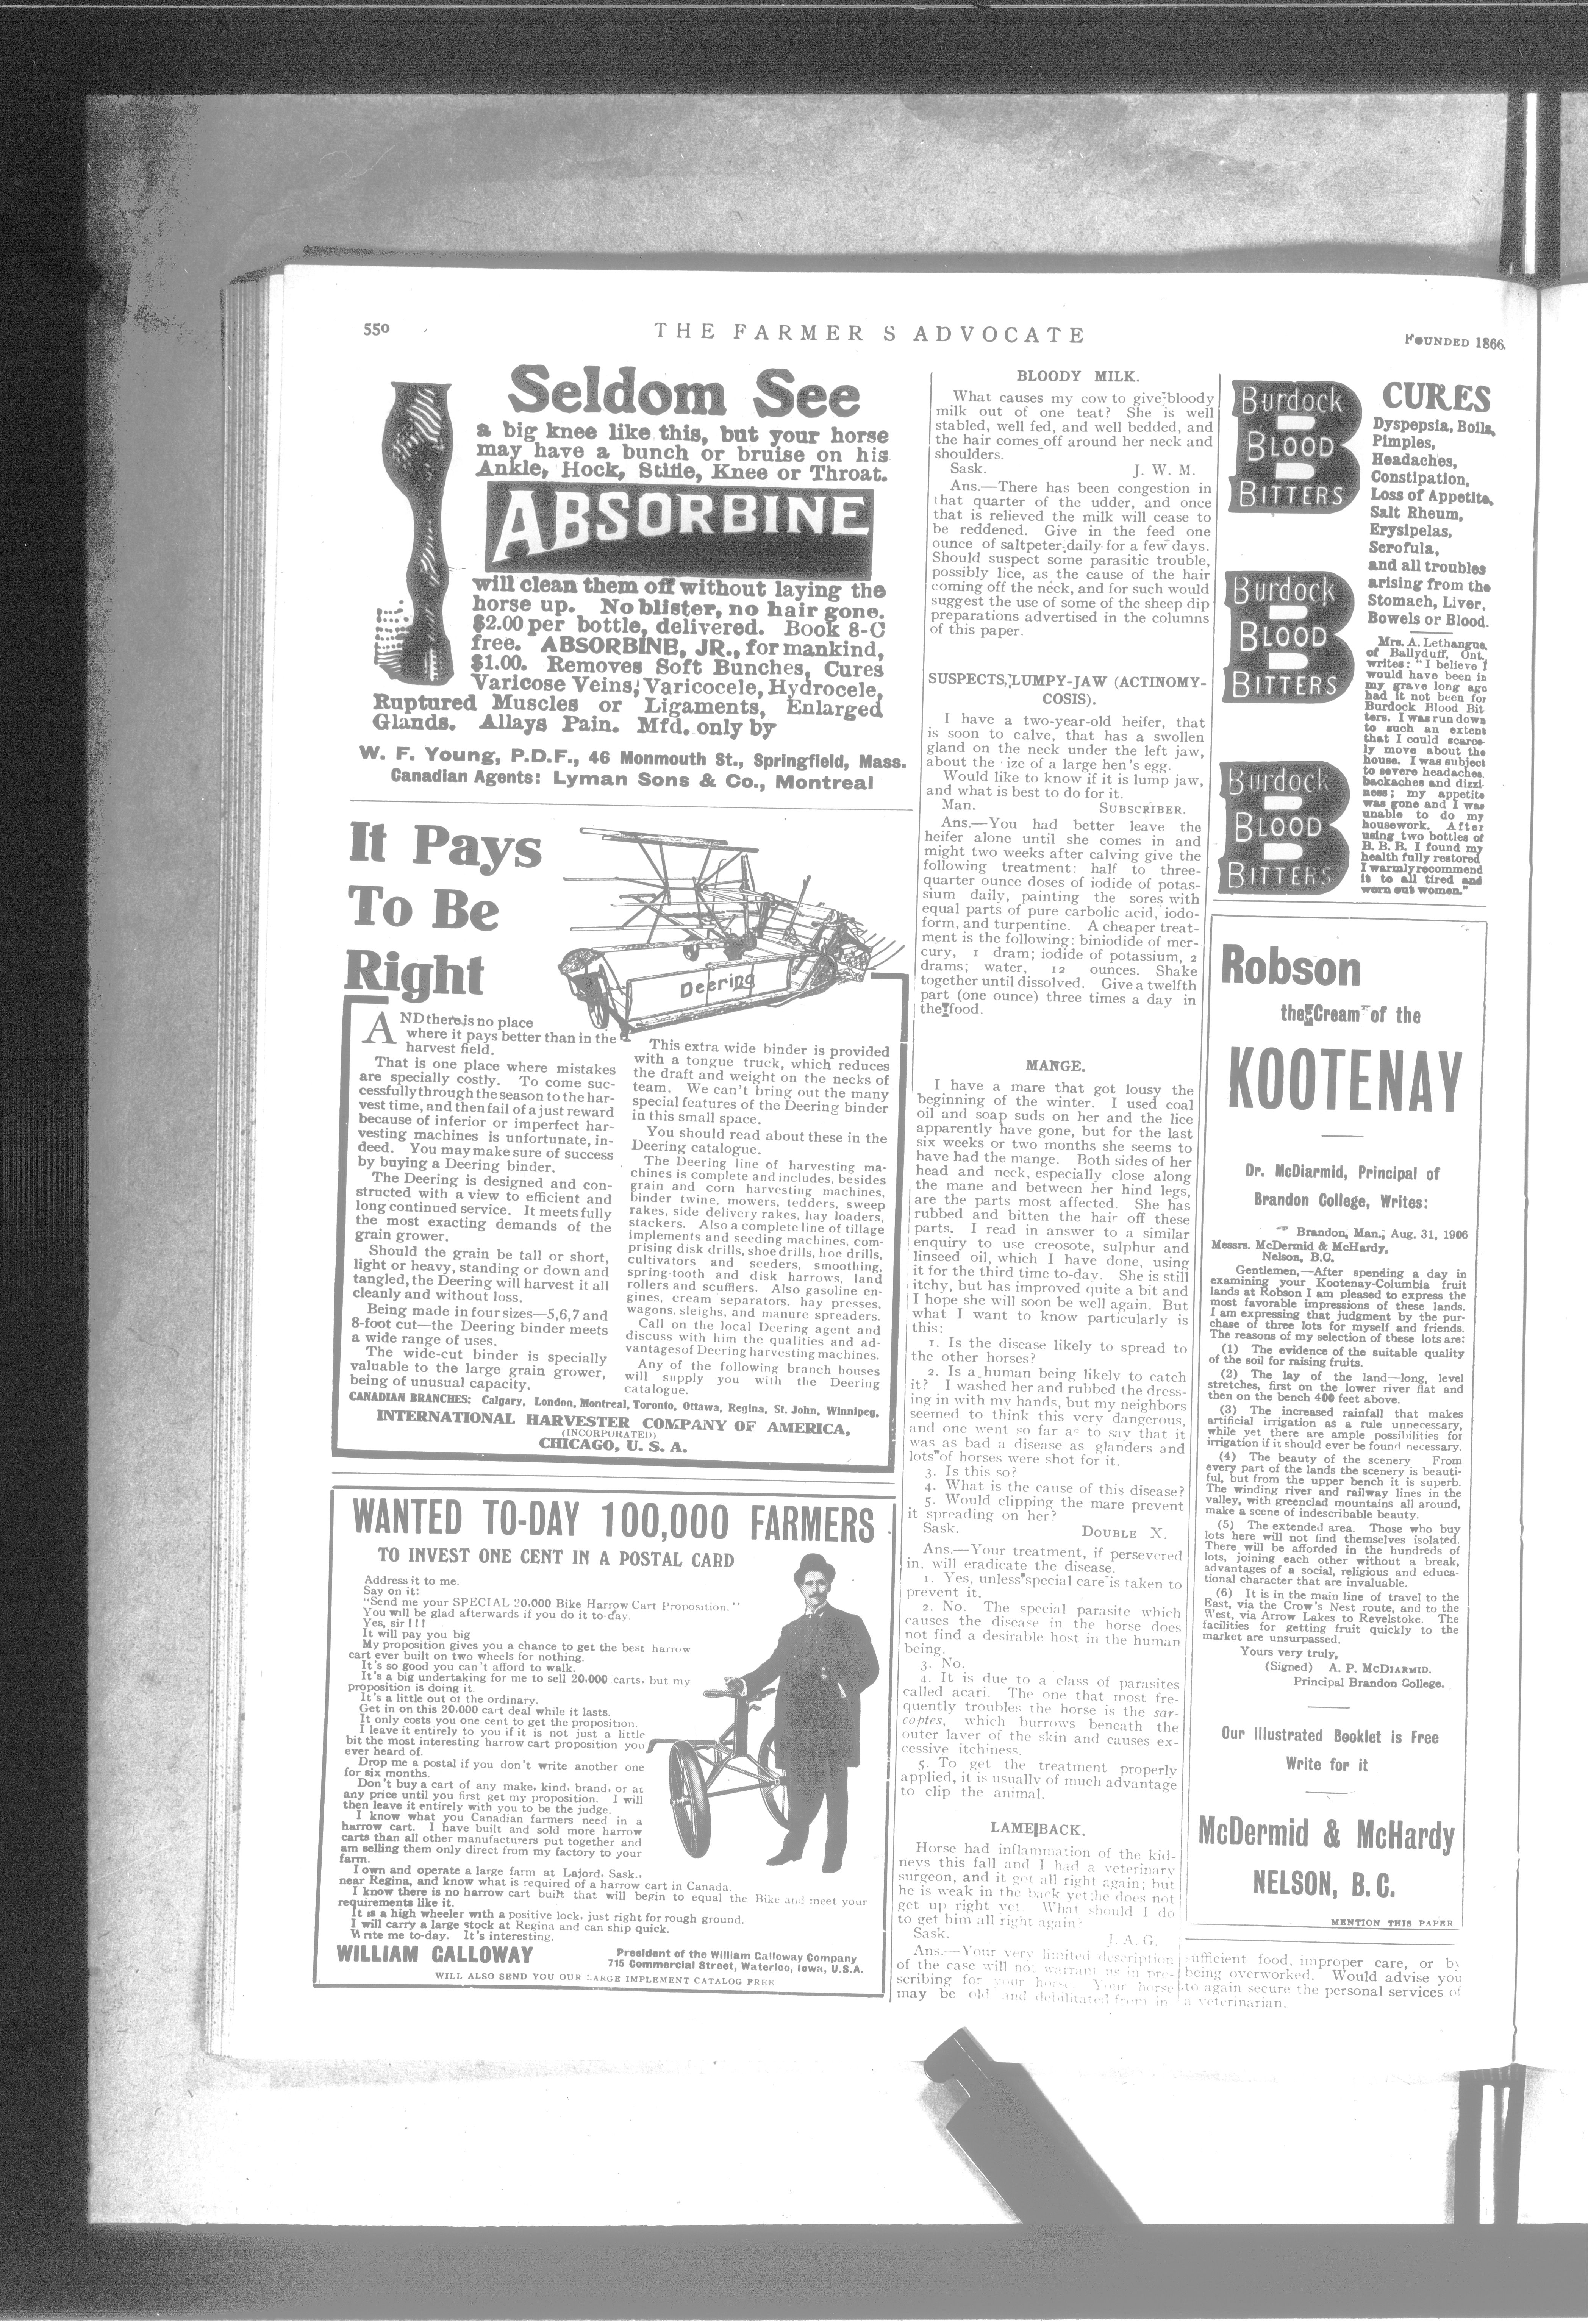 550
THE FARMER S ADVOCATE
FOUNDED 1866.
Seldom See
a big knee like this, but your horse
may have a bunch or bruise on his
Ankle, Hock, Stifle, Knee or Throat.
ABSORBINE
will clean them off without laying the
horse up. No blister, no hair gone.
$2.00 per bottle, delivered. Book 8-C
free. ABSORBINE, JR., for mankind,
$1.00. Removes Soft Bunches, Cures
Varicose Veins, Varicocele, Hydrocele,
Ruptured Muscles or Ligaments, Enlarged
Glands. Allays Pain. Mfd. only by
W. F. Young, P.D.F., 46 Monmouth St., Springfield, Mass.
Canadian Agents: Lyman Sons & Co., Montreal
It Pays
To Be
Right
Deering
AND there is no place
where it pays better than in the
harvest field.
That is one place where mistakes
are specially costly. To come suc-
cessfully through the season to the har-
vest time, and then fail of a just reward
because of inferior or imperfect har-
vesting machines is unfortunate, in-
deed. You may make sure of success
by buying a Deering binder.
The Deering is designed and con-
structed with a view to efficient and
long continued service. It meets fully
the most exacting demands of the
grain grower.
Should the grain be tall or short,
light or heavy, standing or down and
tangled, the Deering will harvest it all
cleanly and without loss.
Being made in four sizes—5, 6, 7 and
8-foot cut—the Deering binder meets
a wide range of uses.
The wide-cut binder is specially
valuable to the large grain grower,
being of unusual capacity.
This extra wide binder is provided
with a tongue truck, which reduces
the draft and weight on the necks of
team. We can't bring out the many
special features of the Deering binder
in this small space.
You should read about these in the
Deering catalogue.
The Deering line of harvesting ma-
chines is complete and includes, besides
grain and corn harvesting machines,
binder twine, mowers, tedders, sweep
rakes, side delivery rakes, hay loaders,
stackers. Also a complete line of tillage
implements and seeding machines, com-
prising disk drills, shoe drills, hoe drills,
cultivators and seeders, smoothing,
spring-tooth and disk harrows, land
rollers and scufflers. Also gasoline en-
gines, cream separators, hay presses,
wagons, sleighs, and manure spreaders.
Call on the local Deering agent and
discuss with him the qualities and ad-
vantages of Deering harvesting machines.
Any of the following branch houses
will supply you with the Deering
catalogue.
CANADIAN BRANCHES: Calgary, London, Montreal, Toronto, Ottawa, Regina, St. John, Winnipeg.
INTERNATIONAL HARVESTER COMPANY OF AMERICA,
(INCORPORATED)
CHICAGO, U. S. A.
WANTED TO-DAY 100,000 FARMERS
TO INVEST ONE CENT IN A POSTAL CARD
Address it to me.
Say on it:
"Send me your SPECIAL 20,000 Bike Harrow Cart Proposition."
You will be glad afterwards if you do it to-day.
Yes, sir!!!
It will pay you big
My proposition gives you a chance to get the best harrow
cart ever built on two wheels for nothing.
It's so good you can't afford to walk.
It's a big undertaking for me to sell 20,000 carts, but my
proposition is doing it.
It's a little out of the ordinary.
Get in on this 20,000 cart deal while it lasts.
It only costs you one cent to get the proposition.
I leave it entirely to you if it is not just a little
bit the most interesting harrow cart proposition you
ever heard of.
Drop me a postal if you don't write another one
for six months.
Don't buy a cart of any make, kind, brand, or at
any price until you first get my proposition. I will
then leave it entirely with you to be the judge.
I know what you Canadian farmers need in a
harrow cart. I have built and sold more harrow
carts than all other manufacturers put together and
am selling them only direct from my factory to your
farm.
I own and operate a large farm at Lajord, Sask.,
near Regina, and know what is required of a harrow cart in Canada.
I know there is no harrow cart built that will begin to equal the Bike and meet your
requirements like it.
It is a high wheeler with a positive lock, just right for rough ground.
I will carry a large stock at Regina and can ship quick.
Write me to-day. It's interesting.
WILLIAM GALLOWAY
President of the William Galloway Company
715 Commercial Street, Waterloo, Iowa, U.S.A.
WILL ALSO SEND YOU OUR LARGE IMPLEMENT CATALOG FREE
BLOODY MILK.
What causes my cow to give bloody
milk out of one teat? She is well
stabled, well fed, and well bedded, and
the hair comes off around her neck and
shoulders.
Sask. J. W. M.
Ans.—There has been congestion in
that quarter of the udder, and once
that is relieved the milk will cease to
be reddened. Give in the feed one
ounce of saltpeter daily for a few days.
Should suspect some parasitic trouble,
possibly lice, as the cause of the hair
coming off the neck, and for such would
suggest the use of some of the sheep dip
preparations advertised in the columns
of this paper.
SUSPECTS, LUMPY-JAW (ACTINOMY-
COSIS).
I have a two-year-old heifer, that
is soon to calve, that has a swollen
gland on the neck under the left jaw,
about the ize of a large hen's egg.
Would like to know if it is lump jaw,
and what is best to do for it.
Man. SUBSCRIBER.
Ans.—You had better leave the
heifer alone until she comes in and
might two weeks after calving give the
following treatment: half to three-
quarter ounce doses of iodide of potas-
sium daily, painting the sores with
equal parts of pure carbolic acid, iodo-
form, and turpentine. A cheaper treat-
ment is the following: biniodide of mer-
cury, 1 dram; iodide of potassium, 2
drams; water, 12 ounces. Shake
together until dissolved. Give a twelfth
part (one ounce) three times a day in
the food.
MANGE.
I have a mare that got lousy the
beginning of the winter. I used coal
oil and soap suds on her and the lice
apparently have gone, but for the last
six weeks or two months she seems to
have had the mange. Both sides of her
head and neck, especially close along
the mane and between her hind legs,
are the parts most affected. She has
rubbed and bitten the hair off these
parts. I read in answer to a similar
enquiry to use creosote, sulphur and
linseed oil, which I have done, using
it for the third time to-day. She is still
itchy, but has improved quite a bit and
I hope she will soon be well again. But
what I want to know particularly is
this:
1. Is the disease likely to spread to
the other horses?
2. Is a human being likely to catch
it? I washed her and rubbed the dress-
ing in with my hands, but my neighbors
seemed to think this very dangerous,
and one went so far as to say that it
was as bad a disease as glanders and
lots of horses were shot for it.
3. Is this so?
4. What is the cause of this disease?
5. Would clipping the mare prevent
it spreading on her?
Sask. DOUBLE X.
Ans.—Your treatment, if persevered
in, will eradicate the disease.
1. Yes, unless special care is taken to
prevent it.
2. No. The special parasite which
causes the disease in the horse does
not find a desirable host in the human
being.
3. No.
4. It is due to a class of parasites
called acari. The one that most fre-
quently troubles the horse is the sar-
coptes, which burrows beneath the
outer layer of the skin and causes ex-
cessive itchiness.
5. To get the treatment properly
applied, it is usually of much advantage
to clip the animal.
LAME BACK.
Horse had inflammation of the kid-
neys this fall and I had a veterinary
surgeon, and it got all right again; but
he is weak in the back yet he does not
get up right yet. What should I do
to get him all right again?
Sask. J. A. G.
Ans.—Your very limited description
of the case will not warrant us in pre-
scribing for your horse. Your horse
may be old and debilitated from in-
sufficient food, improper care, or by
being overworked. Would advise you
to again secure the personal services of
a veterinarian.
Burdock
BLOOD
BITTERS
Burdock
BLOOD
BITTERS
Burdock
BLOOD
BITTERS
CURES
Dyspepsia, Boils,
Pimples,
Headaches,
Constipation,
Loss of Appetite,
Salt Rheum,
Erysipelas,
Scrofula,
and all troubles
arising from the
Stomach, Liver,
Bowels or Blood.
Mrs. A. Lethangue,
of Ballyduff, Ont.,
writes: "I believe I
would have been in
my grave long ago
had it not been for
Burdock Blood Bit-
ters. I was run down
to such an extent
that I could scarce-
ly move about the
house. I was subject
to severe headaches,
backaches and dizzi-
ness; my appetite
was gone and I was
unable to do my
housework. After
using two bottles of
B. B. B. I found my
health fully restored
I warmly recommend
it to all tired and
worn out women."
Robson
the Cream of the
KOOTENAY
Dr. McDiarmid, Principal of
Brandon College, Writes:
Brandon, Man., Aug. 31, 1906
Messrs. McDermid & McHardy,
Nelson, B.C.
Gentlemen,—After spending a day in
examining your Kootenay-Columbia fruit
lands at Robson I am pleased to express the
most favorable impressions of these lands.
I am expressing that judgment by the pur-
chase of three lots for myself and friends.
The reasons of my selection of these lots are:
(1) The evidence of the suitable quality
of the soil for raising fruits.
(2) The lay of the land—long, level
stretches, first on the lower river flat and
then on the bench 400 feet above.
(3) The increased rainfall that makes
artificial irrigation as a rule unnecessary,
while yet there are ample possibilities for
irrigation if it should ever be found necessary.
(4) The beauty of the scenery From
every part of the lands the scenery is beauti-
ful, but from the upper bench it is superb.
The winding river and railway lines in the
valley, with greenclad mountains all around,
make a scene of indescribable beauty.
(5) The extended area. Those who buy
lots here will not find themselves isolated.
There will be afforded in the hundreds of
lots, joining each other without a break,
advantages of a social, religious and educa-
tional character that are invaluable.
(6) It is in the main line of travel to the
East, via the Crow's Nest route, and to the
West, via Arrow Lakes to Revelstoke. The
facilities for getting fruit quickly to the
market are unsurpassed.
Yours very truly,
(Signed) A. P. MCDIARMID.
Principal Brandon College.
Our Illustrated Booklet is Free
Write for it
McDermid & McHardy
NELSON, B. C.
MENTION THIS PAPER